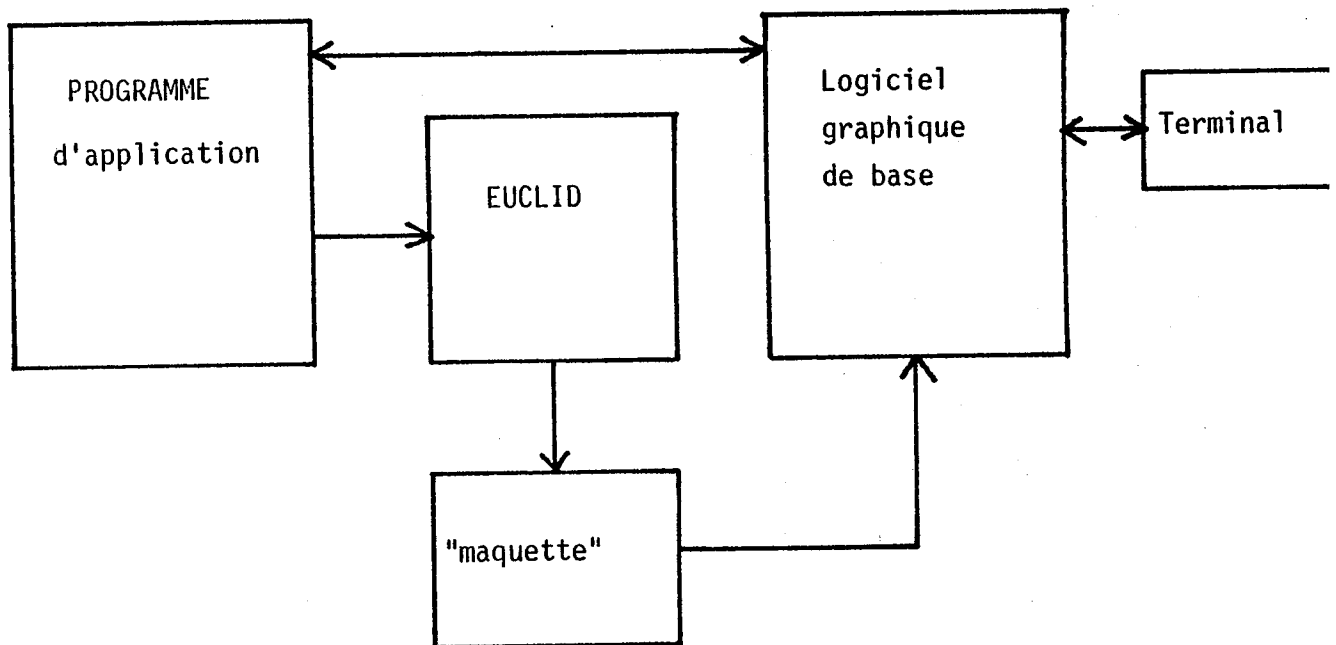 PROGRAMME
d'application
EUCLID
Logiciel
graphique
de base
Terminal
"maquette"